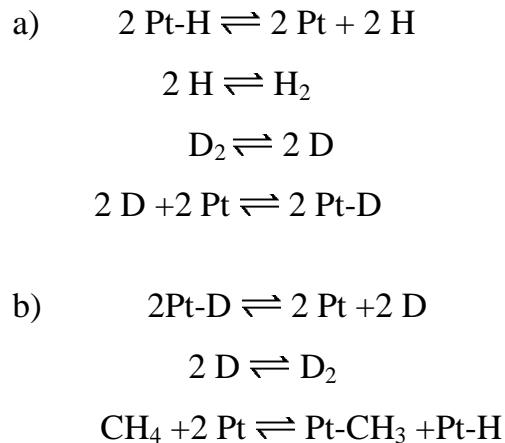 a) 2 Pt-H ⇌ 2 Pt + 2 H
2 H ⇌ H₂
D₂ ⇌ 2 D
2 D +2 Pt ⇌ 2 Pt-D
b) 2Pt-D ⇌ 2 Pt +2 D
2 D ⇌ D₂
CH₄ +2 Pt ⇌ Pt-CH₃ +Pt-H